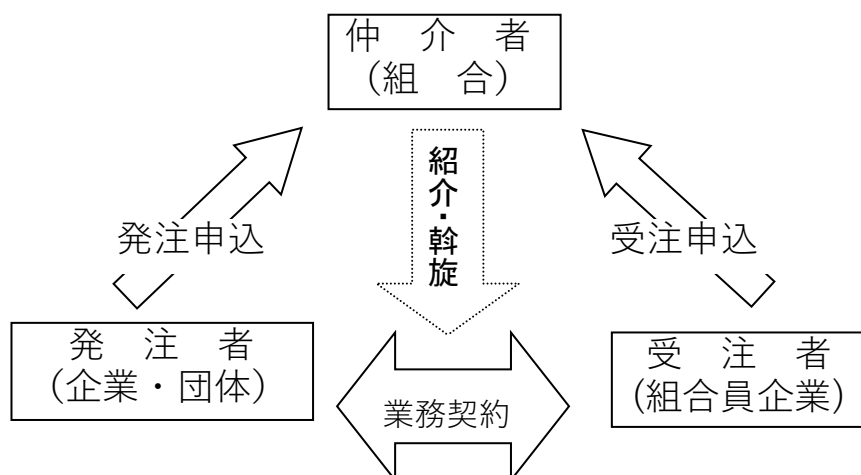 仲　介　者
（組　合）
紹介・斡旋
発注申込
受注申込
発　注　者
（企業・団体）
業務契約
受　注　者
（組合員企業）